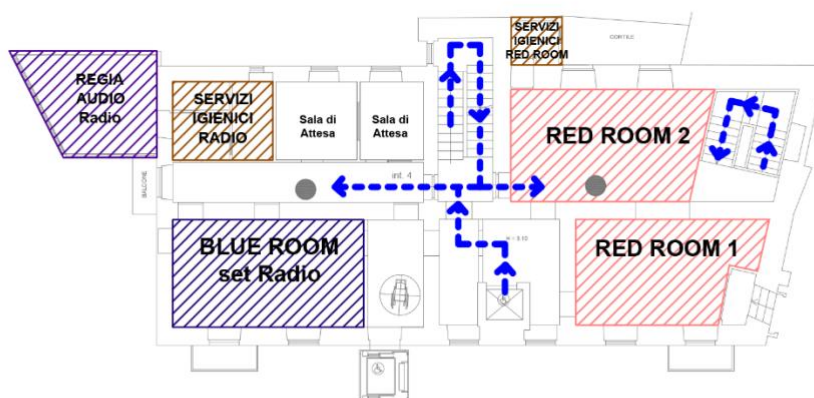 SERVIZI
IGIENICI
RED ROOM
CORTILE
REGIA
AUDIO
Radio
SERVIZI
IGIENICI
RADIO
Sala di
Attesa
Sala di
Attesa
RED ROOM 2
int. 4
BALCONE
BLUE ROOM
set Radio
RED ROOM 1